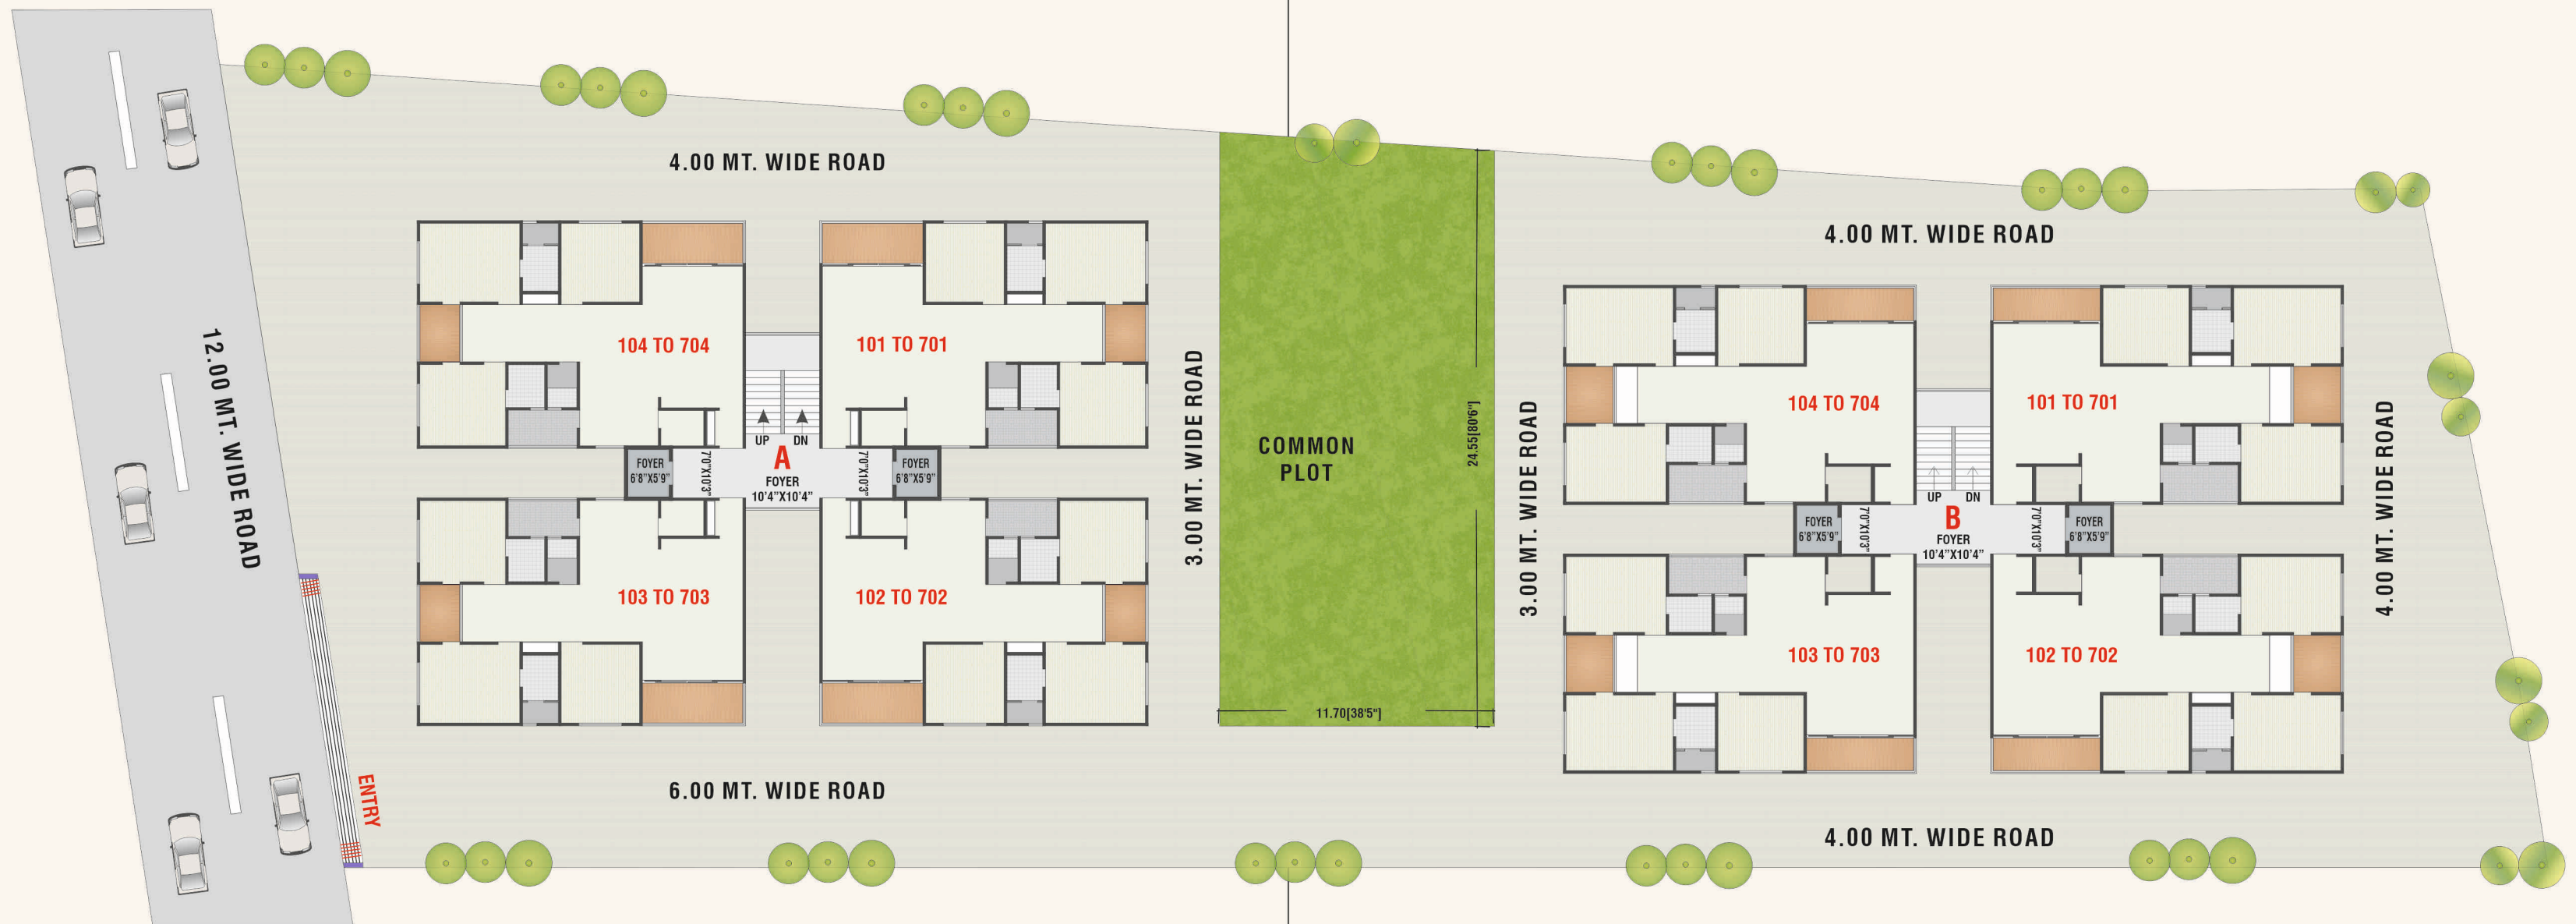 4.00 MT. WIDE ROAD
4.00 MT. WIDE ROAD
12.00 MT. WIDE ROAD
104 TO 704
101 TO 701
UP
DN
A
FOYER
10'4"X10'4"
FOYER
6'8"X5'9"
7'0"X10'3"
7'0"X10'3"
FOYER
6'8"X5'9"
103 TO 703
102 TO 702
3.00 MT. WIDE ROAD
COMMON
PLOT
24.55[80'6"]
11.70[38'5"]
3.00 MT. WIDE ROAD
104 TO 704
101 TO 701
UP
DN
B
FOYER
10'4"X10'4"
FOYER
6'8"X5'9"
7'0"X10'3"
7'0"X10'3"
FOYER
6'8"X5'9"
103 TO 703
102 TO 702
4.00 MT. WIDE ROAD
ENTRY
6.00 MT. WIDE ROAD
4.00 MT. WIDE ROAD